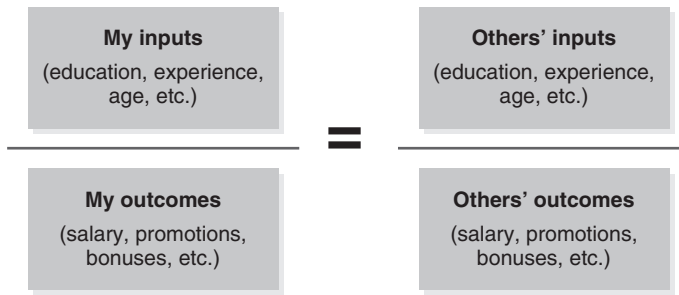 My inputs
(education, experience,
age, etc.)
My outcomes
(salary, promotions,
bonuses, etc.)
=
Others’ inputs
(education, experience,
age, etc.)
Others’ outcomes
(salary, promotions,
bonuses, etc.)